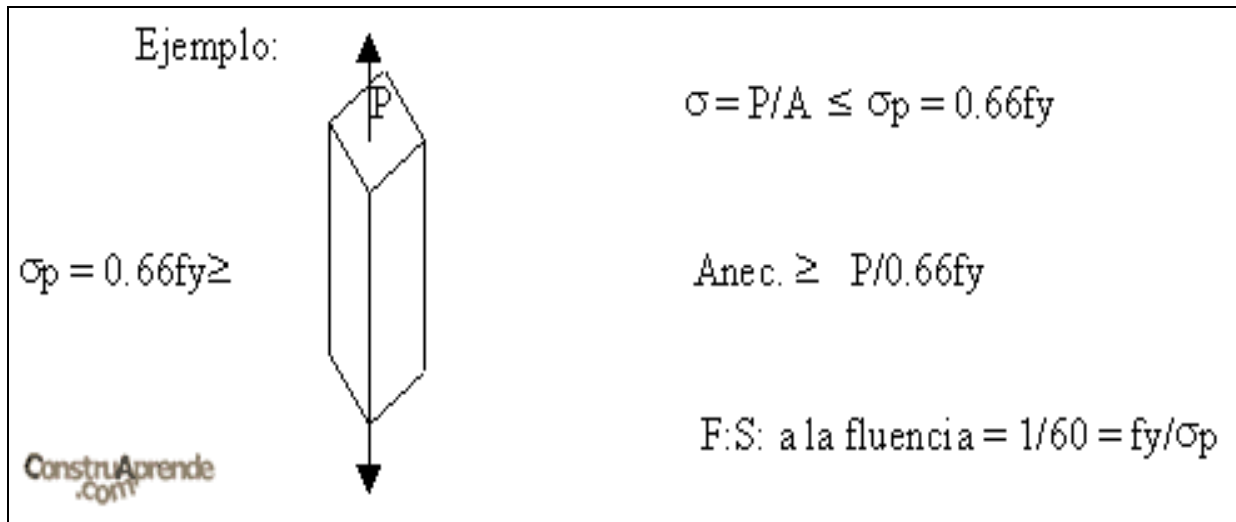 Ejemplo:
P
σ = P/A ≤ σp = 0.66fy
σp = 0.66fy≥
Anec. ≥ P/0.66fy
F:S: a la fluencia = 1/60 = fy/σp
ConstruAprende
.com